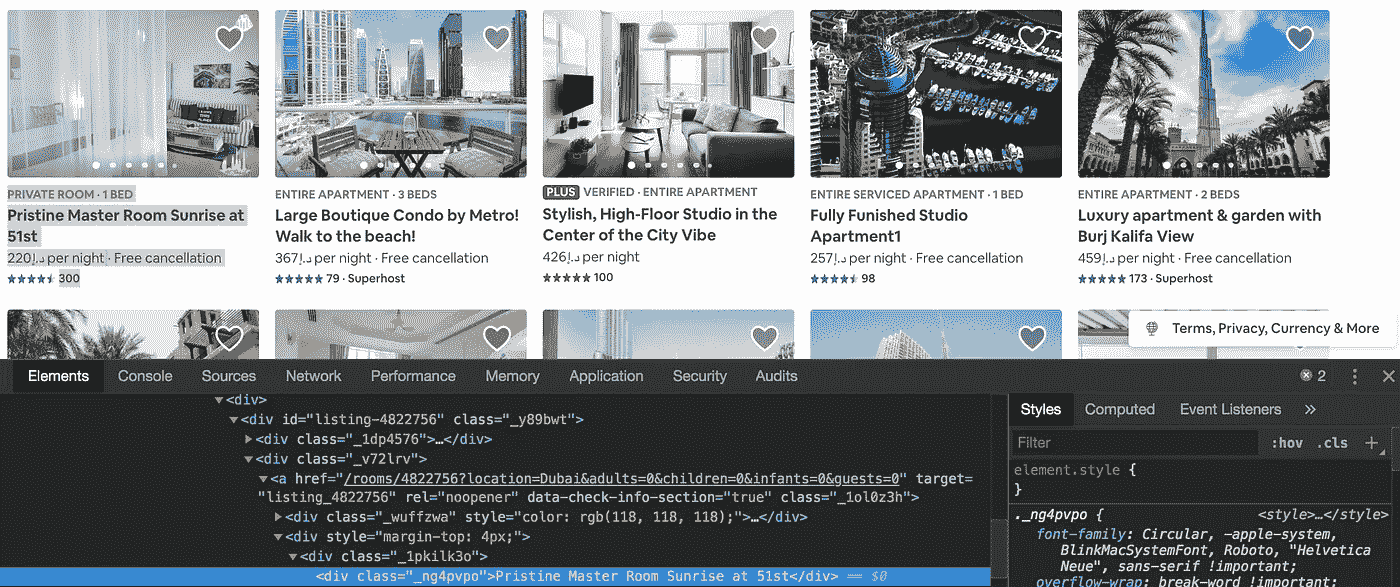 PRIVATE ROOM · 1 BED
Pristine Master Room Sunrise at
51st
220د.إ per night · Free cancellation
300
ENTIRE APARTMENT · 3 BEDS
Large Boutique Condo by Metro!
Walk to the beach!
367د.إ per night · Free cancellation
79 · Superhost
PLUS VERIFIED · ENTIRE APARTMENT
Stylish, High-Floor Studio in the
Center of the City Vibe
426د.إ per night
100
ENTIRE SERVICED APARTMENT · 1 BED
Fully Funished Studio
Apartment1
257د.إ per night · Free cancellation
98
ENTIRE APARTMENT · 2 BEDS
Luxury apartment & garden with
Burj Kalifa View
459د.إ per night · Free cancellation
173 · Superhost
Terms, Privacy, Currency & More
Elements Console Sources Network Performance Memory Application Security Audits 2
<div>
<div id="listing-4822756" class="_y89bwt">
<div class="_1dp4576">…</div>
<div class="_v72lrv">
<a href="/rooms/4822756?location=Dubai&adults=0&children=0&infants=0&guests=0" target=
"listing_4822756" rel="noopener" data-check-info-section="true" class="_1ol0z3h">
<div class="_wuffzwa" style="color: rgb(118, 118, 118);">…</div>
<div style="margin-top: 4px;">
<div class="_1pkilk3o">
<div class="_ng4pvpo">Pristine Master Room Sunrise at 51st</div> == $0
Styles Computed Event Listeners »
Filter :hov .cls +
element.style {
}
._ng4pvpo { <style>…</style>
font-family: Circular, -apple-system,
BlinkMacSystemFont, Roboto, "Helvetica
Neue", sans-serif !important;
overflow-wrap: break-word !important;